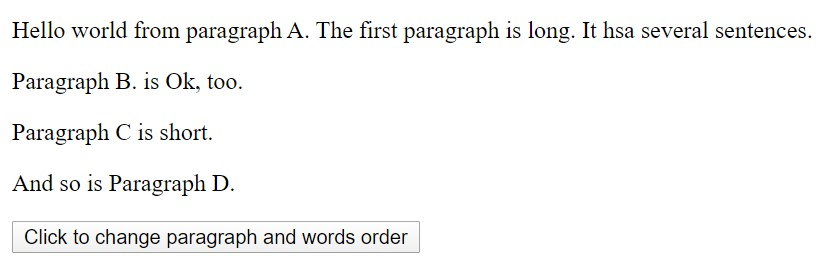 Hello world from paragraph A. The first paragraph is long. It hsa several sentences.
Paragraph B. is Ok, too.
Paragraph C is short.
And so is Paragraph D.
Click to change paragraph and words order